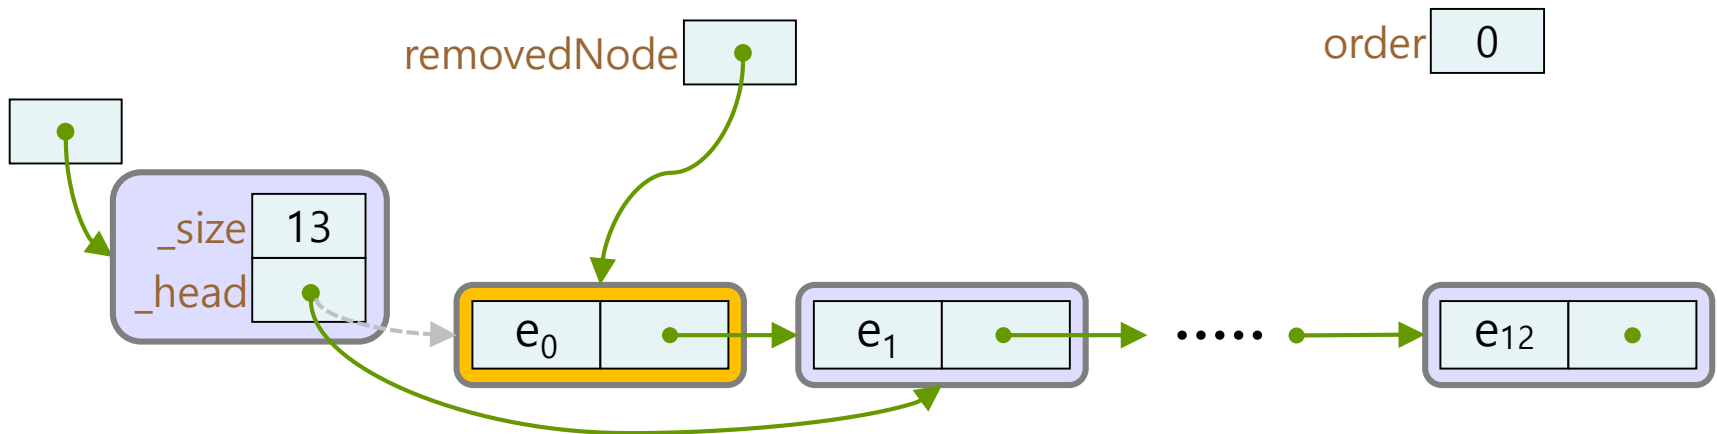 removedNode
order 0
_size 13
_head
e0
e1
.....
e12